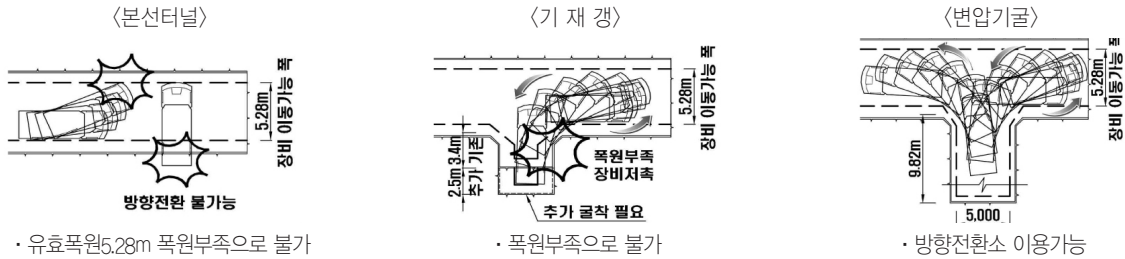 〈본선터널〉
5.28m
장비 이동가능 폭
방향전환 불가능
· 유효폭원5.28m 폭원부족으로 불가
〈기 재 갱〉
5.28m
장비 이동가능 폭
2.5m 3.4m
추가 기존
폭원부족
장비저촉
추가 굴착 필요
· 폭원부족으로 불가
〈변압기굴〉
5.28m
장비 이동가능 폭
9.82m
5,000
· 방향전환소 이용가능